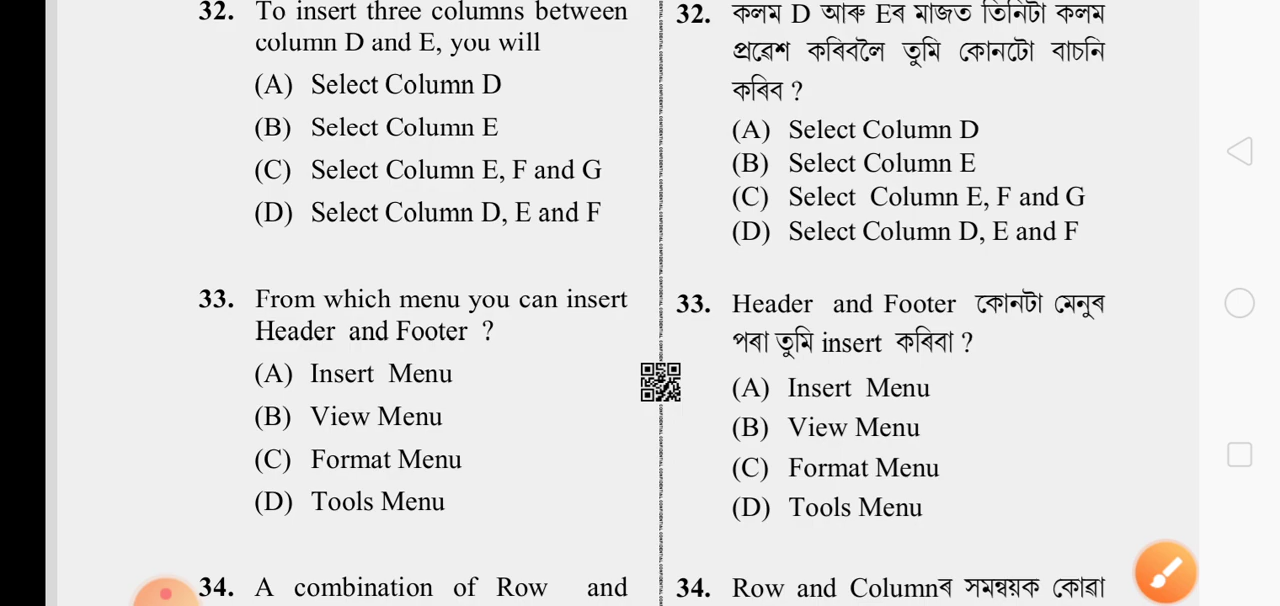 32. To insert three columns between
column D and E, you will
(A) Select Column D
(B) Select Column E
(C) Select Column E, F and G
(D) Select Column D, E and F
33. From which menu you can insert
Header and Footer ?
(A) Insert Menu
(B) View Menu
(C) Format Menu
(D) Tools Menu
34. A combination of Row and
32. কলম D আৰু Eৰ মাজত তিনিটা কলম
প্ৰৱেশ কৰিবলৈ তুমি কোনটো বাচনি
কৰিব ?
(A) Select Column D
(B) Select Column E
(C) Select Column E, F and G
(D) Select Column D, E and F
33. Header and Footer কোনটা মেনুৰ
পৰা তুমি insert কৰিবা ?
(A) Insert Menu
(B) View Menu
(C) Format Menu
(D) Tools Menu
34. Row and Columnৰ সমন্বয়ক কোৱা